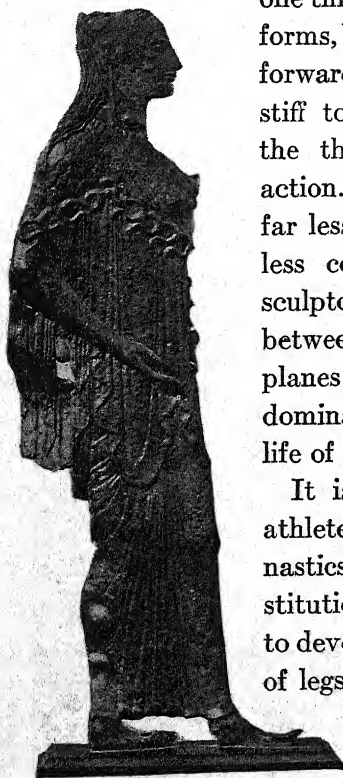 one thi
forms,
forward
stiff to
the th
action.
far less
less co
sculpto
betwee
planes
domina
life of
It is
athlete
nastics
stitutio
to deve
of legs